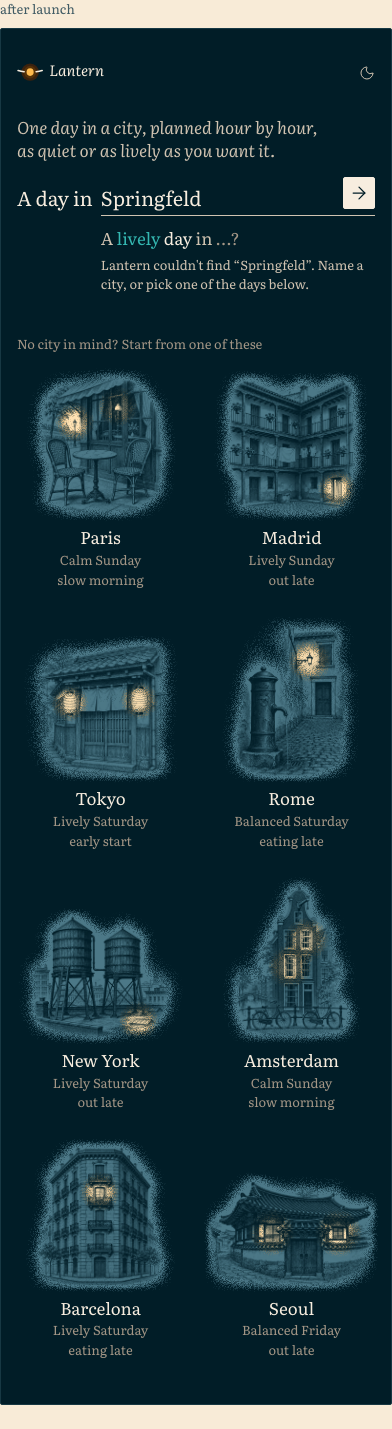 after launch
Lantern
One day in a city, planned hour by hour,
as quiet or as lively as you want it.
A day in Springfeld
A lively day in …?
Lantern couldn't find “Springfeld”. Name a
city, or pick one of the days below.
No city in mind? Start from one of these
Paris
Calm Sunday
slow morning
Madrid
Lively Sunday
out late
Tokyo
Lively Saturday
early start
Rome
Balanced Saturday
eating late
New York
Lively Saturday
out late
Amsterdam
Calm Sunday
slow morning
Barcelona
Lively Saturday
eating late
Seoul
Balanced Friday
out late